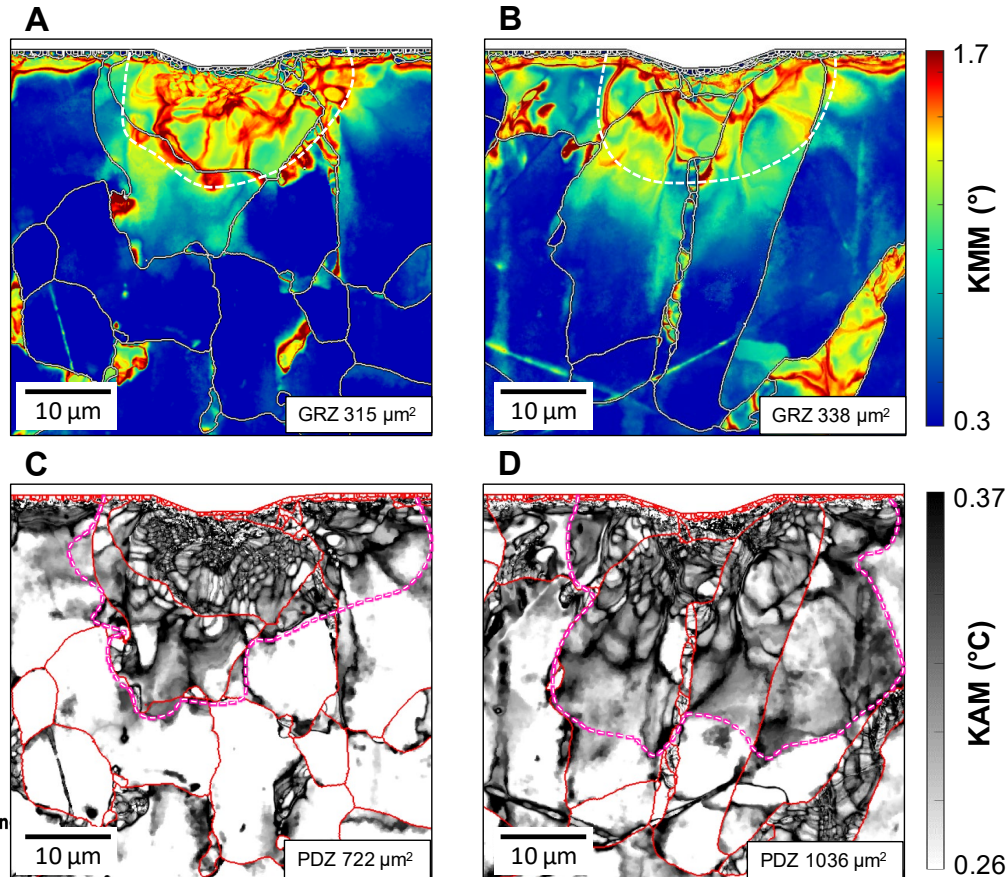 A
B
1.7
KMM (°)
0.3
10 µm
GRZ 315 µm²
10 µm
GRZ 338 µm²
C
D
0.37
KAM (°C)
0.26
n
10 µm
PDZ 722 µm²
10 µm
PDZ 1036 µm²